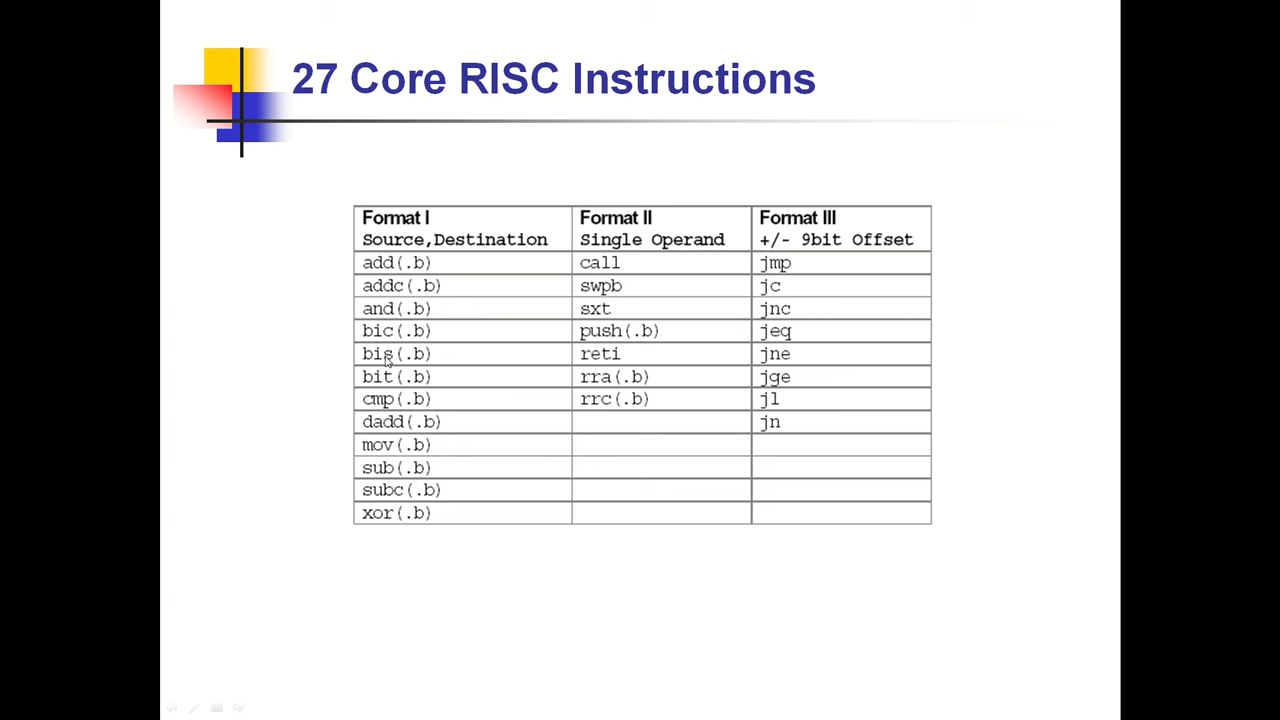 27 Core RISC Instructions
Format I Format II Format III
Source,Destination Single Operand +/- 9bit Offset
add(.b) call jmp
addc(.b) swpb jc
and(.b) sxt jnc
bic(.b) push(.b) jeq
bis(.b) reti jne
bit(.b) rra(.b) jge
cmp(.b) rrc(.b) jl
dadd(.b) jn
mov(.b)
sub(.b)
subc(.b)
xor(.b)